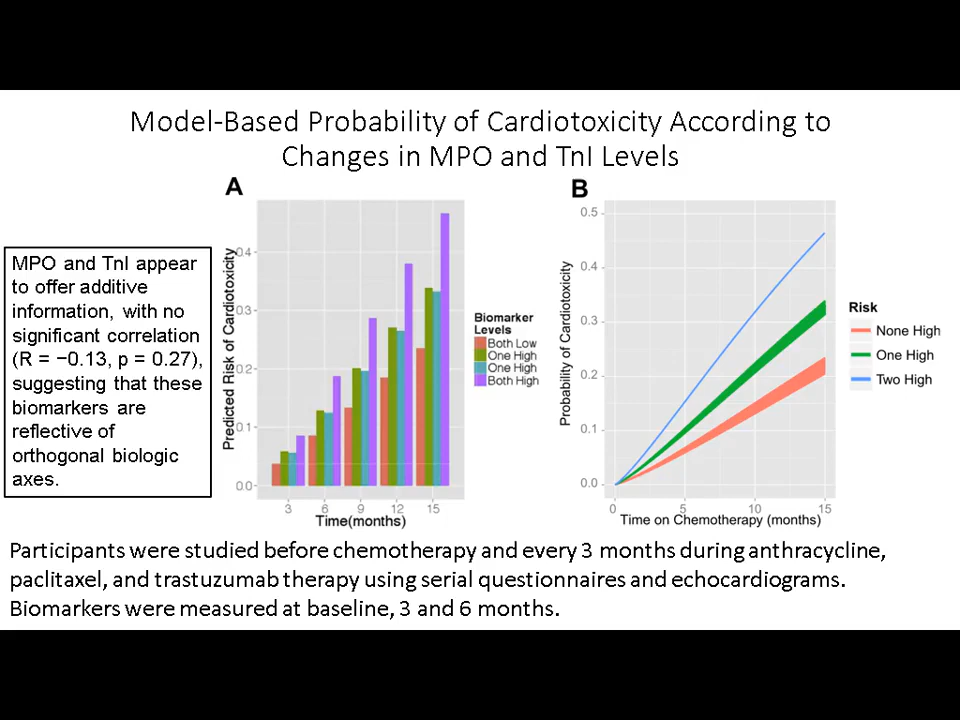 Model-Based Probability of Cardiotoxicity According to
Changes in MPO and TnI Levels
MPO and TnI appear
to offer additive
information, with no
significant correlation
(R = −0.13, p = 0.27),
suggesting that these
biomarkers are
reflective of
orthogonal biologic
axes.
A
Predicted Risk of Cardiotoxicity
0.4
0.3
0.2
0.1
0.0
3 6 9 12 15
Time(months)
Biomarker
Levels
Both Low
One High
One High
Both High
B
Probability of Cardiotoxicity
0.5
0.4
0.3
0.2
0.1
0.0
0 5 10 15
Time on Chemotherapy (months)
Risk
None High
One High
Two High
Participants were studied before chemotherapy and every 3 months during anthracycline,
paclitaxel, and trastuzumab therapy using serial questionnaires and echocardiograms.
Biomarkers were measured at baseline, 3 and 6 months.